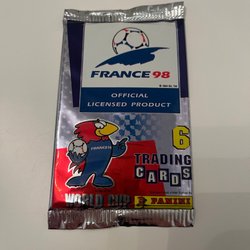 FRANCE 98
OFFICIAL
LICENSED PRODUCT
6
TRADING
CARDS
WORLD CUP
PANINI